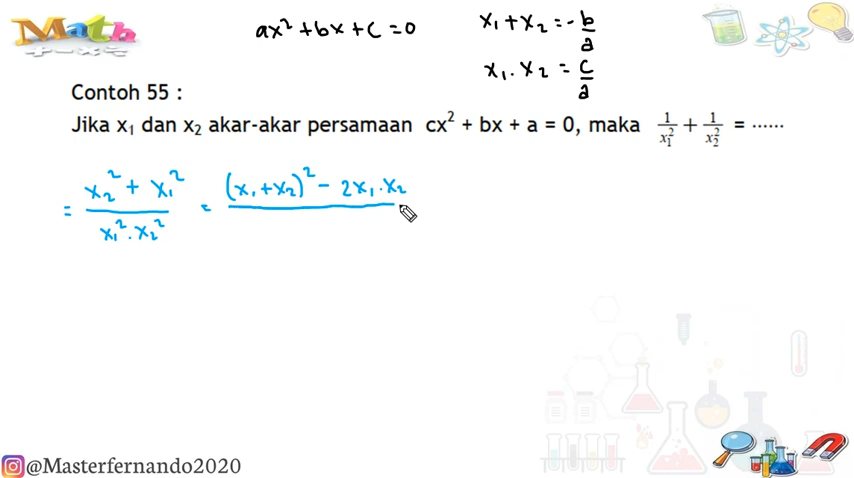 Math
ax² + bx + c = 0
x₁ + x₂ = -b/a
x₁ . x₂ = c/a
Contoh 55 :
Jika x₁ dan x₂ akar-akar persamaan cx² + bx + a = 0, maka 1/x₁² + 1/x₂² = ......
= (x₂² + x₁²)/(x₁² . x₂²) = (x₁ + x₂)² - 2x₁ . x₂
@Masterfernando2020